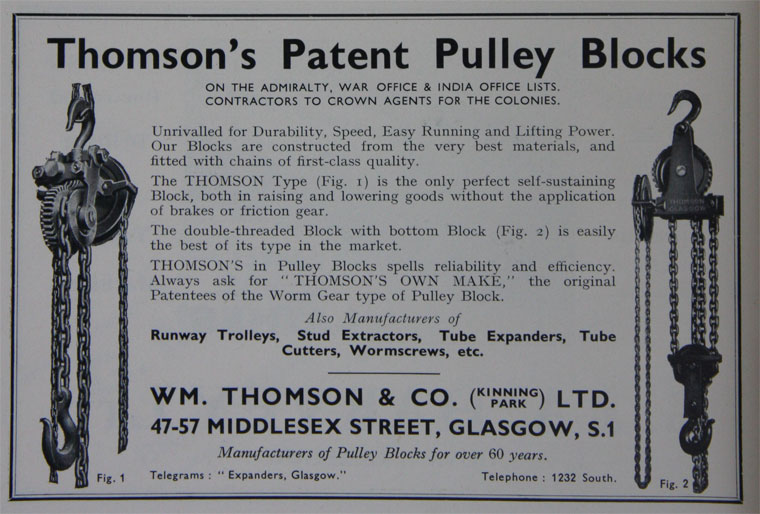 Thomson's Patent Pulley Blocks
ON THE ADMIRALTY, WAR OFFICE & INDIA OFFICE LISTS.
CONTRACTORS TO CROWN AGENTS FOR THE COLONIES.
Unrivalled for Durability, Speed, Easy Running and Lifting Power.
Our Blocks are constructed from the very best materials, and
fitted with chains of first-class quality.
The THOMSON Type (Fig. 1) is the only perfect self-sustaining
Block, both in raising and lowering goods without the application
of brakes or friction gear.
The double-threaded Block with bottom Block (Fig. 2) is easily
the best of its type in the market.
THOMSON'S in Pulley Blocks spells reliability and efficiency.
Always ask for "THOMSON'S OWN MAKE," the original
Patentees of the Worm Gear type of Pulley Block.
Also Manufacturers of
Runway Trolleys, Stud Extractors, Tube Expanders, Tube
Cutters, Wormscrews, etc.
WM. THOMSON & CO. (KINNING PARK) LTD.
47-57 MIDDLESEX STREET, GLASGOW, S.1
Manufacturers of Pulley Blocks for over 60 years.
Fig. 1
Telegrams : "Expanders, Glasgow."
Telephone : 1232 South.
Fig. 2
THOMSON
GLASGOW